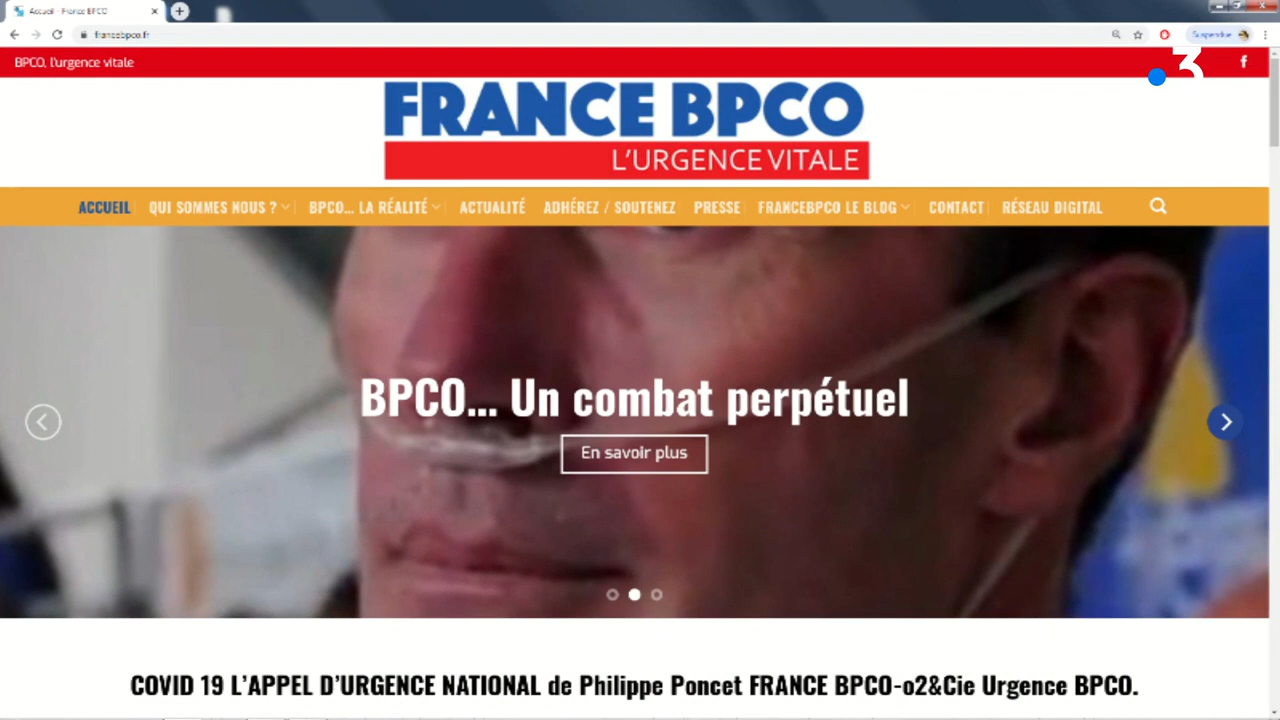 Accueil - France BPCO
francebpco.fr
Suspendue
BPCO, l'urgence vitale
f
3
FRANCE BPCO
L'URGENCE VITALE
ACCUEIL QUI SOMMES NOUS ? BPCO... LA RÉALITÉ ACTUALITÉ ADHÉREZ / SOUTENEZ PRESSE FRANCEBPCO LE BLOG CONTACT RÉSEAU DIGITAL
BPCO... Un combat perpétuel
En savoir plus
COVID 19 L'APPEL D'URGENCE NATIONAL de Philippe Poncet FRANCE BPCO-o2&Cie Urgence BPCO.